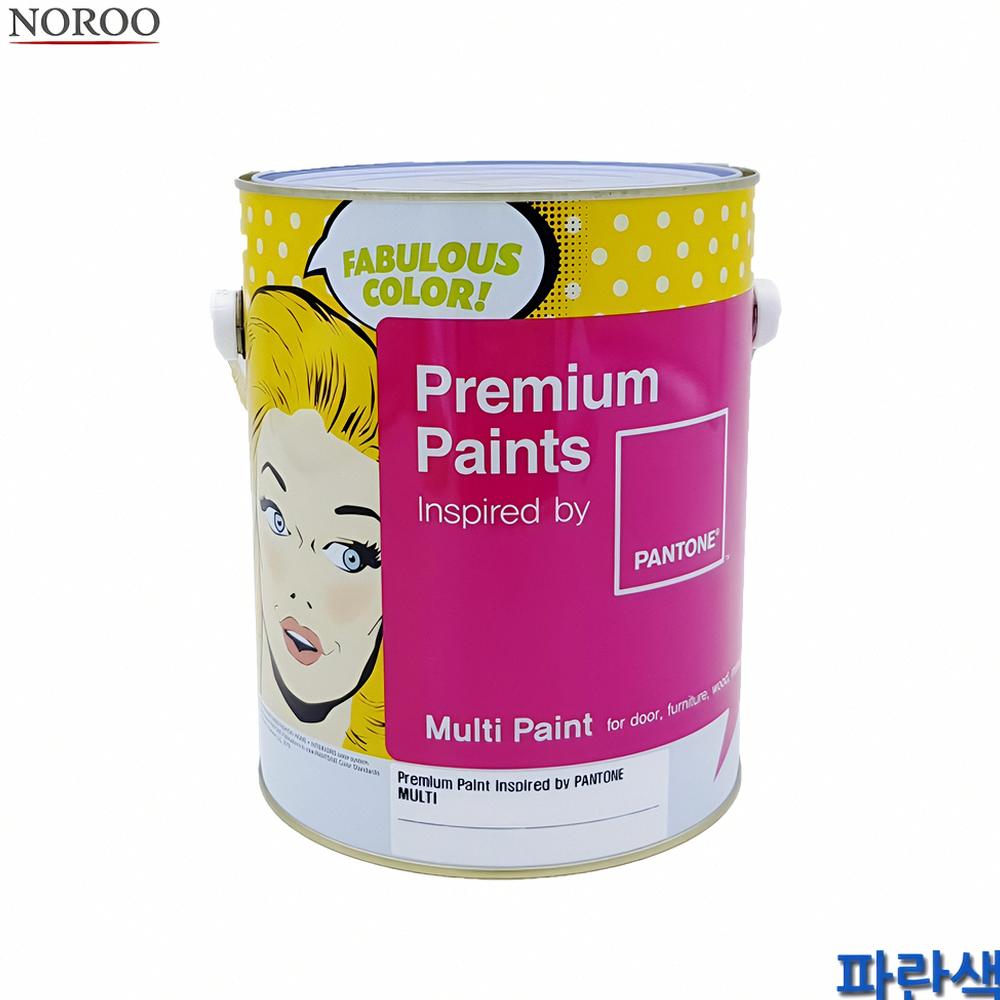 NOROO
FABULOUS
COLOR!
Premium
Paints
Inspired by
PANTONE®
Multi Paint for door, furniture, wood,
Premium Paint Inspired by PANTONE
MULTI
파란색